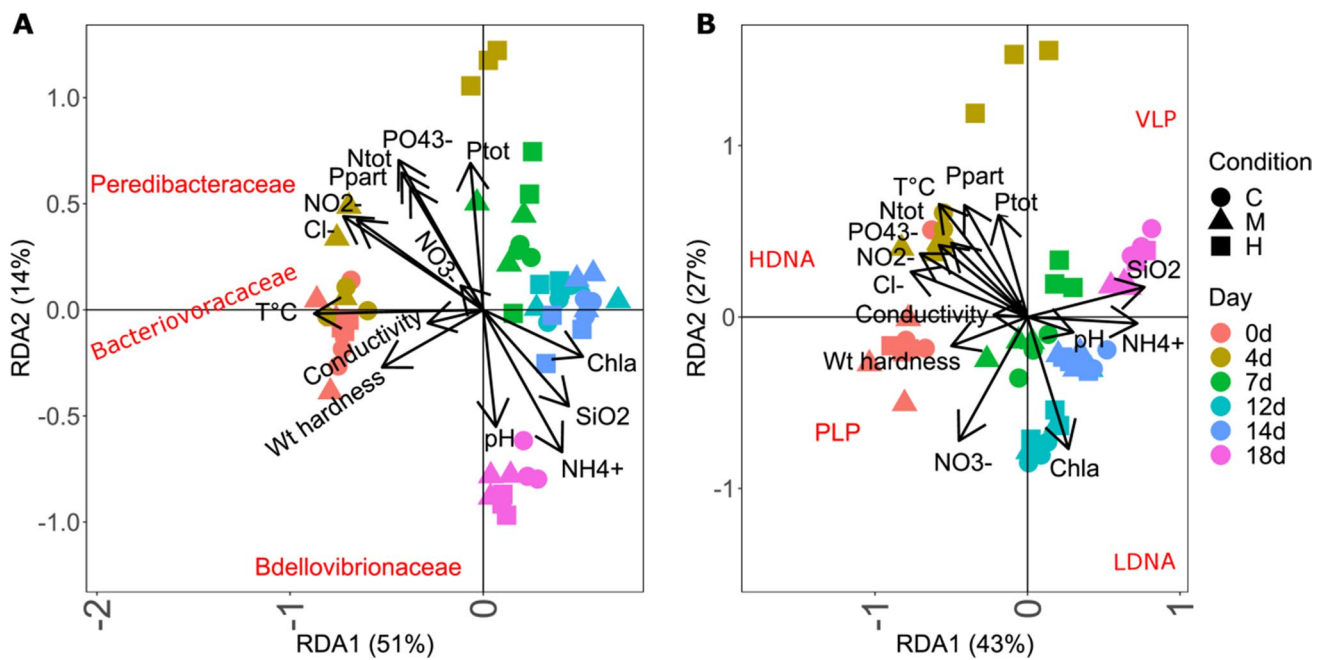 A
1.0
0.5
0.0
-0.5
-1.0
RDA2 (14%)
PO43-
Ntot
Ptot
Ppart
Peredibacteraceae
NO2-
Cl-
NO3-
Bacteriovoracaceae
T°C
Conductivity
Wt hardness
Chla
SiO2
pH
NH4+
Bdellovibrionaceae
-2
-1
0
RDA1 (51%)
B
1
0
-1
RDA2 (27%)
VLP
T°C
Ppart
Ntot
Ptot
PO43-
HDNA
NO2-
Cl-
SiO2
Conductivity
pH
NH4+
Wt hardness
PLP
NO3-
Chla
LDNA
-1
0
1
RDA1 (43%)
Condition
C
M
H
Day
0d
4d
7d
12d
14d
18d